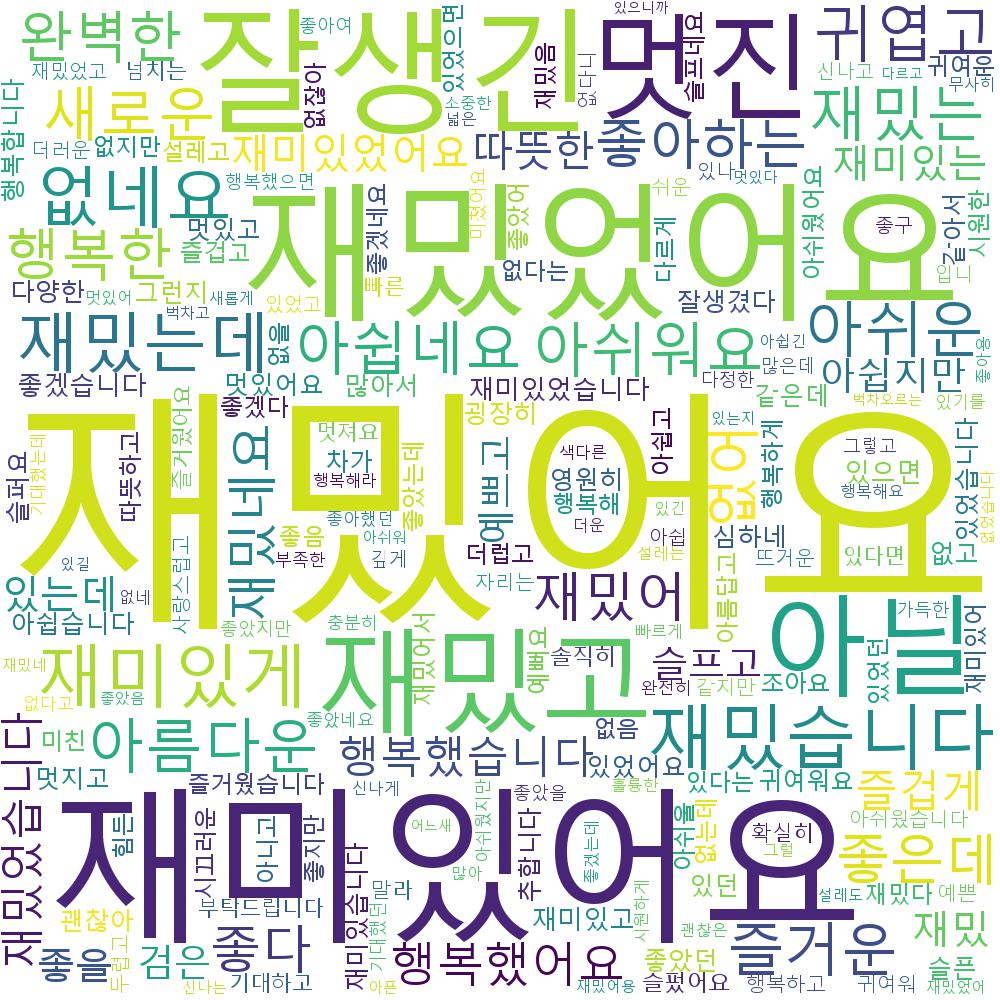 완벽한
잘생긴
멋진
귀엽고
있으니까
좋아여
재밌었고
넘치는
없잖아
있었으면
소중한
넓은
재밌음
없다니
슬프네요
신나고
귀여운
다르고
무사히
행복합니다
새로운
더러운
없지만
설레고
재미있었어요
따뜻한
좋아하는
재밌는
재미있는
없네요
행복했으면
멋있고
좋겠네요
미쳤어요
좋았어
있나
멋있다
쉬운
아쉬웠어요
좋구
같아서
시원한
행복한
즐겁고
재밌었어요
없다는
다르게
입니
다양한
멋있어
그런지
새롭게
있었고
빠른
벅차고
잘생겼다
재밌는데
없을
아쉽네요
아쉬워요
아쉬운
아쉽긴
많은데
좋아용
좋겠습니다
멋있어요
많아서
재미있었습니다
다정한
같은데
아쉽지만
좋겠다
굉장히
벅차오르는
있기를
슬퍼요
기대했는데
따뜻하고
즐거웠어요
재밌네요
멋져요
차가
행복해라
좋았는데
예쁘고
색다른
영원히
행복해
더운
아쉽고
있는지
없어
행복하게
그렇고
있으면
행복해요
있었습니다
없었습니다
재밌어요
좋음
좋아했던
아쉬워
부족한
깊게
더럽고
있긴
아쉽
설레는
심하네
뜨거운
있다면
없고
있길
있는데
없네
사랑스럽고
자리는
재밌어
아름답고
아닐
가득한
아쉽습니다
좋았지만
충분히
재밌어서
예뻐요
솔직히
빠르게
슬프고
완전히
같지만
조아요
있었던
재미있어
재밌네
없다고
재미있게
좋았음
재밌고
좋았네요
없음
재밌습니다
재밌었습니다
미친
아름다운
행복했습니다
있었어요
있다는
귀여워요
즐겁게
멋지고
즐거웠습니다
신나게
좋았을
훌륭한
아쉬울
없는데
아쉬웠습니다
힘든
시끄러운
재미있어요
아니고
좋지만
어느새
아쉬웠지만
추합니다
좋겠는데
확실히
그럴
좋은데
괜찮아
부탁드립니다
재미있습니다
말라
많아
재미있고
시원하게
있던
괜찮은
설레도
재밌다
예쁜
재밌
좋을
검은
두렵고
신나는
기대하고
좋다
기대했던
아픈
행복했어요
재밌어용
좋았던
슬펐어요
즐거운
행복하고
귀여워
슬픈
재밌었어